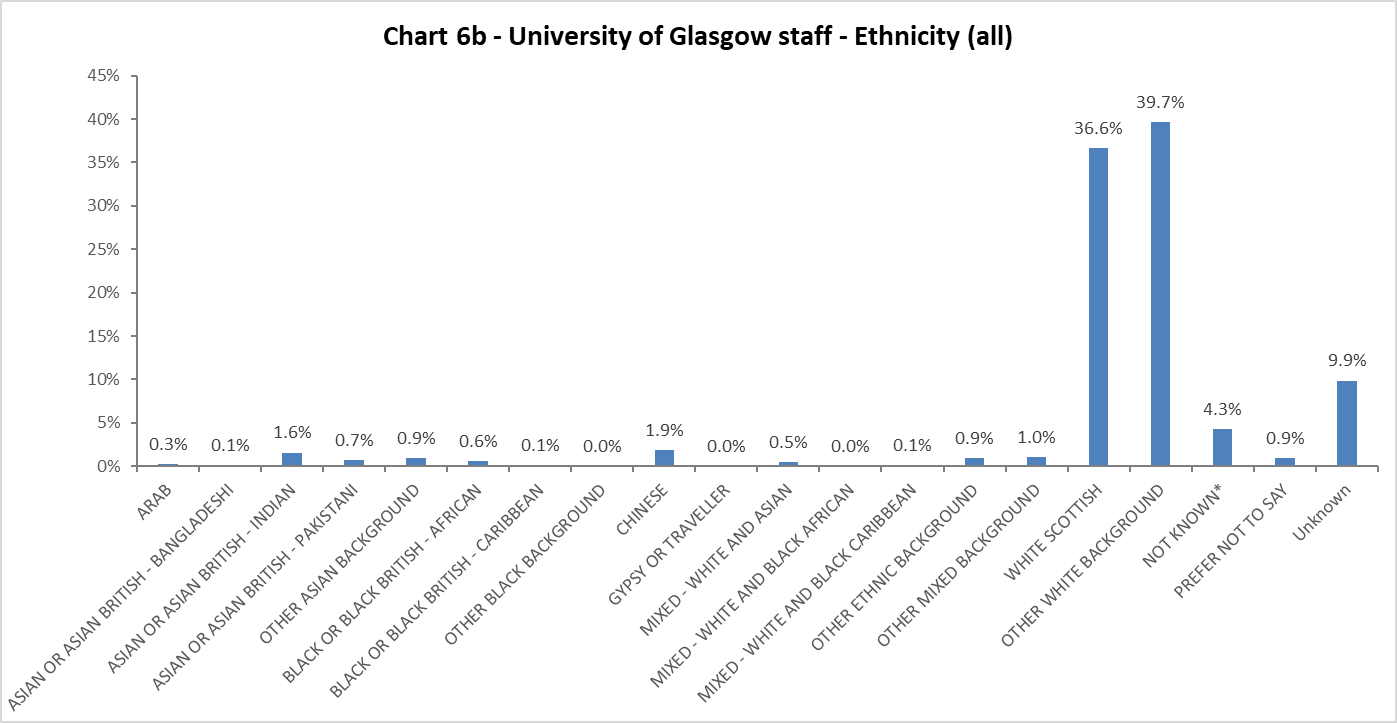 Chart 6b - University of Glasgow staff - Ethnicity (all)
45%
40%
35%
30%
25%
20%
15%
10%
5%
0%
0.3%
0.1%
1.6%
0.7%
0.9%
0.6%
0.1%
0.0%
1.9%
0.0%
0.5%
0.0%
0.1%
0.9%
1.0%
36.6%
39.7%
4.3%
0.9%
9.9%
ARAB
ASIAN OR ASIAN BRITISH - BANGLADESHI
ASIAN OR ASIAN BRITISH - INDIAN
ASIAN OR ASIAN BRITISH - PAKISTANI
OTHER ASIAN BACKGROUND
BLACK OR BLACK BRITISH - AFRICAN
BLACK OR BLACK BRITISH - CARIBBEAN
OTHER BLACK BACKGROUND
CHINESE
GYPSY OR TRAVELLER
MIXED - WHITE AND ASIAN
MIXED - WHITE AND BLACK AFRICAN
MIXED - WHITE AND BLACK CARIBBEAN
OTHER ETHNIC BACKGROUND
OTHER MIXED BACKGROUND
WHITE SCOTTISH
OTHER WHITE BACKGROUND
NOT KNOWN*
PREFER NOT TO SAY
Unknown